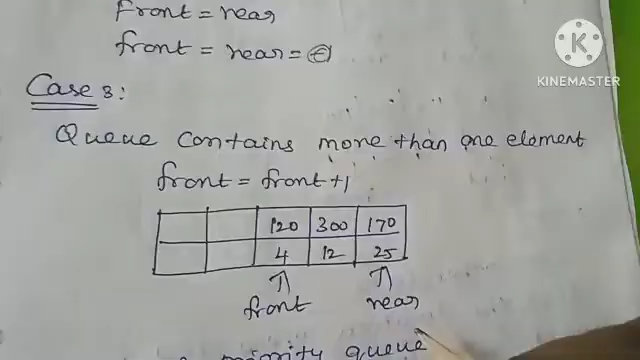 Front = rear
front = rear = -1
Case 3:
Queue contains more than one element
front = front +1
120 300 170
4 12 25
front rear
priority queue
K
KINEMASTER